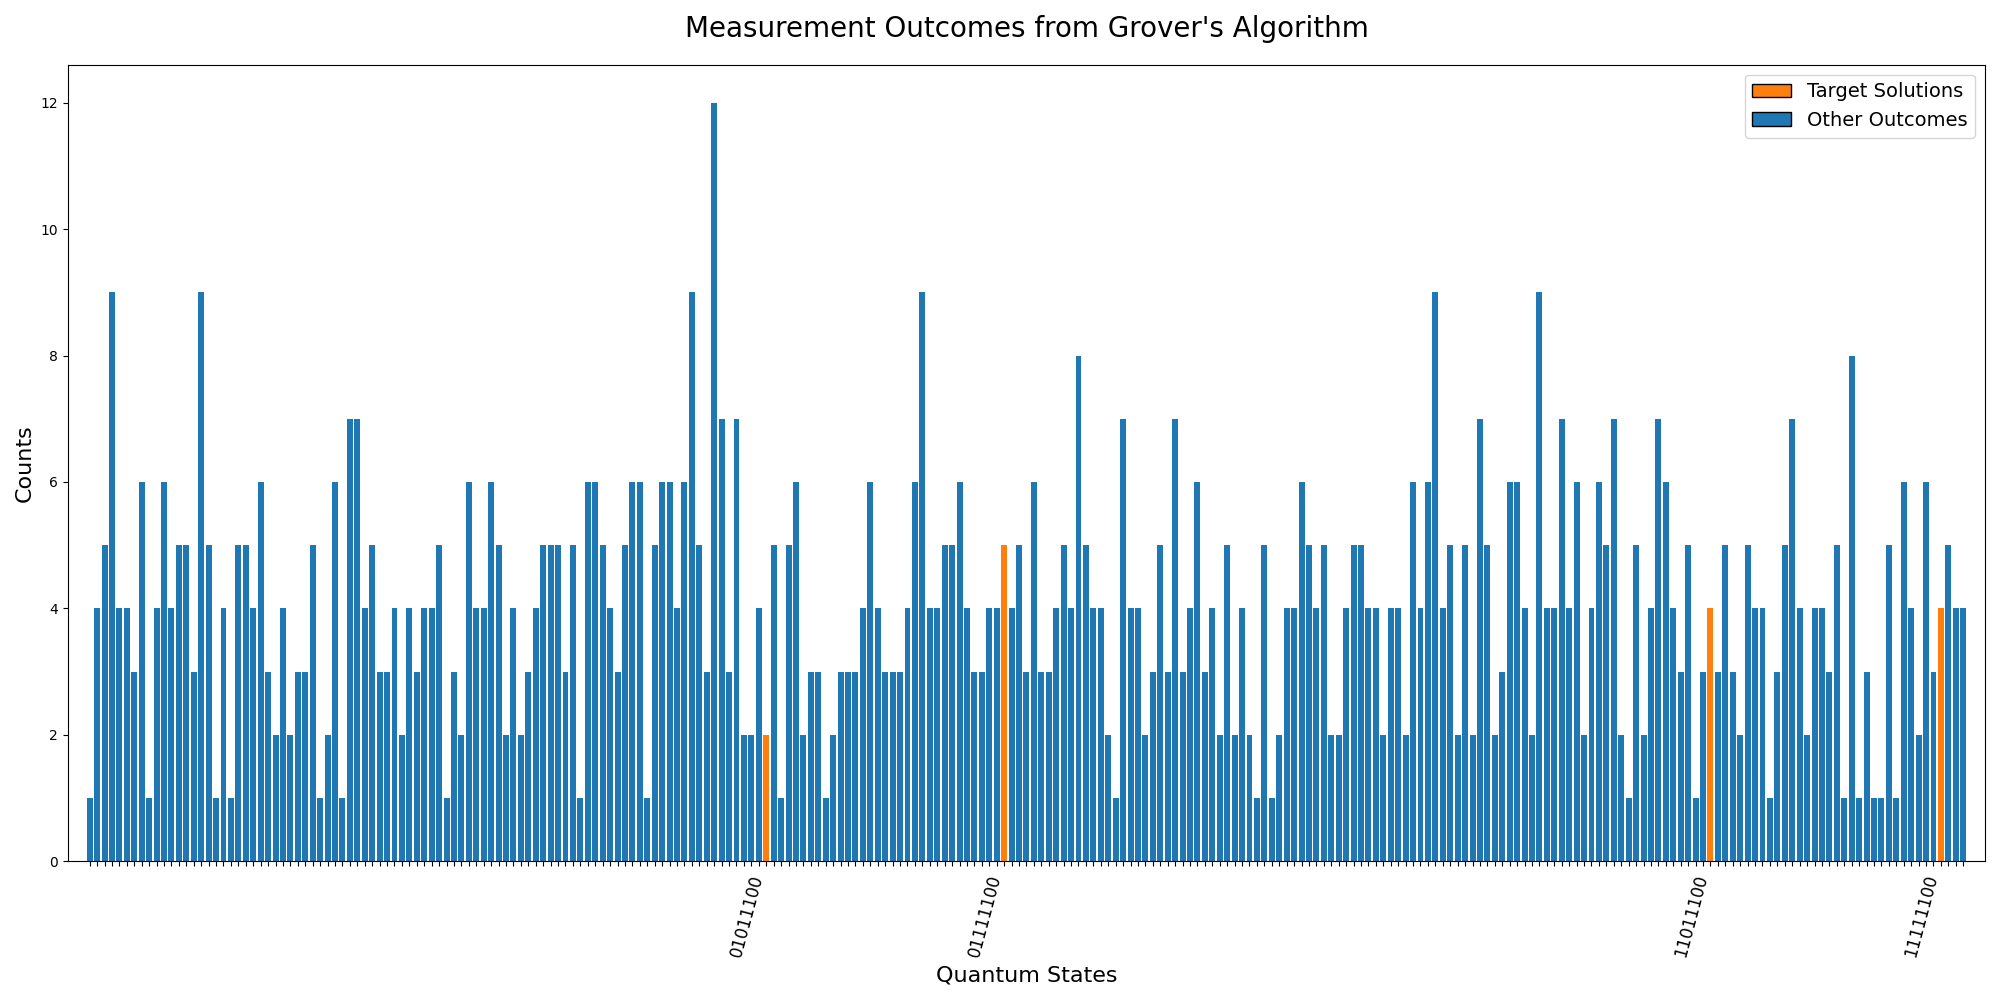 Measurement Outcomes from Grover's Algorithm
Target Solutions
Other Outcomes
Counts
12
10
8
6
4
2
0
01011100
01111100
11011100
11111100
Quantum States